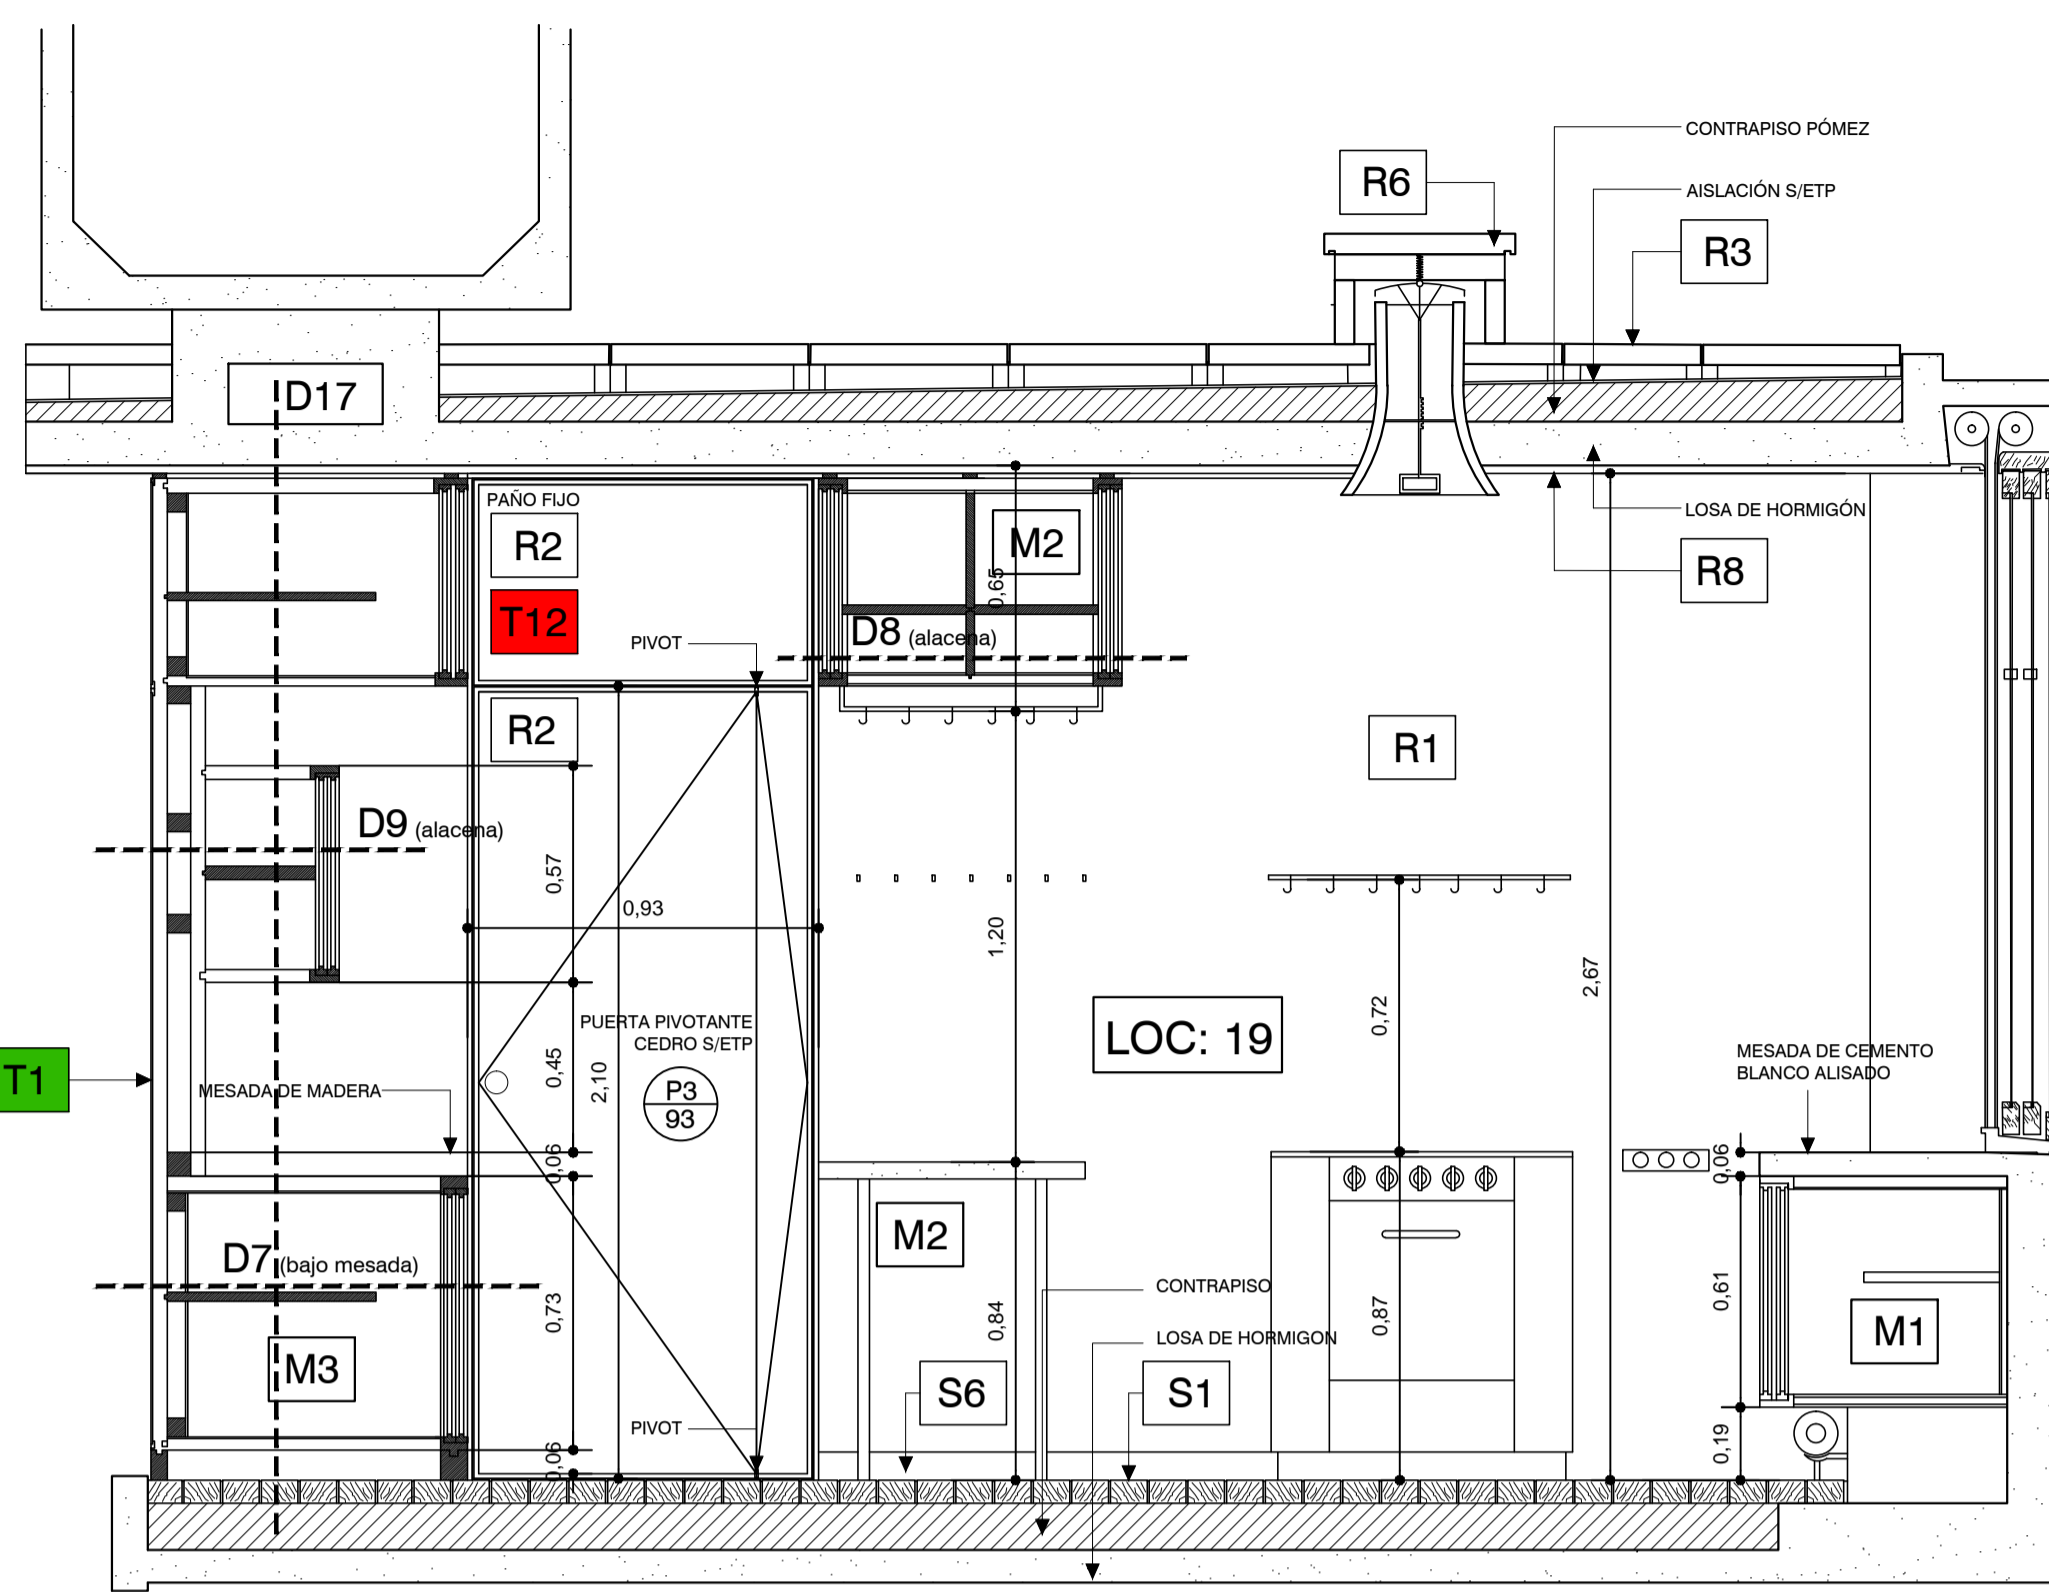 CONTRAPISO PÓMEZ
R6
AISLACIÓN S/ETP
R3
D17
PAÑO FIJO
R2
T12
PIVOT
M2
0,65
D8 (alacena)
LOSA DE HORMIGÓN
R8
R2
R1
D9 (alacena)
0,57
0,93
1,20
2,67
PUERTA PIVOTANTE
CEDRO S/ETP
0,72
LOC: 19
MESADA DE CEMENTO
BLANCO ALISADO
T1
MESADA DE MADERA
0,45
2,10
P3
93
0,06
0,06
D7 (bajo mesada)
M2
0,73
0,84
CONTRAPISO
0,87
0,61
M1
LOSA DE HORMIGON
M3
S6
S1
PIVOT
0,06
0,19